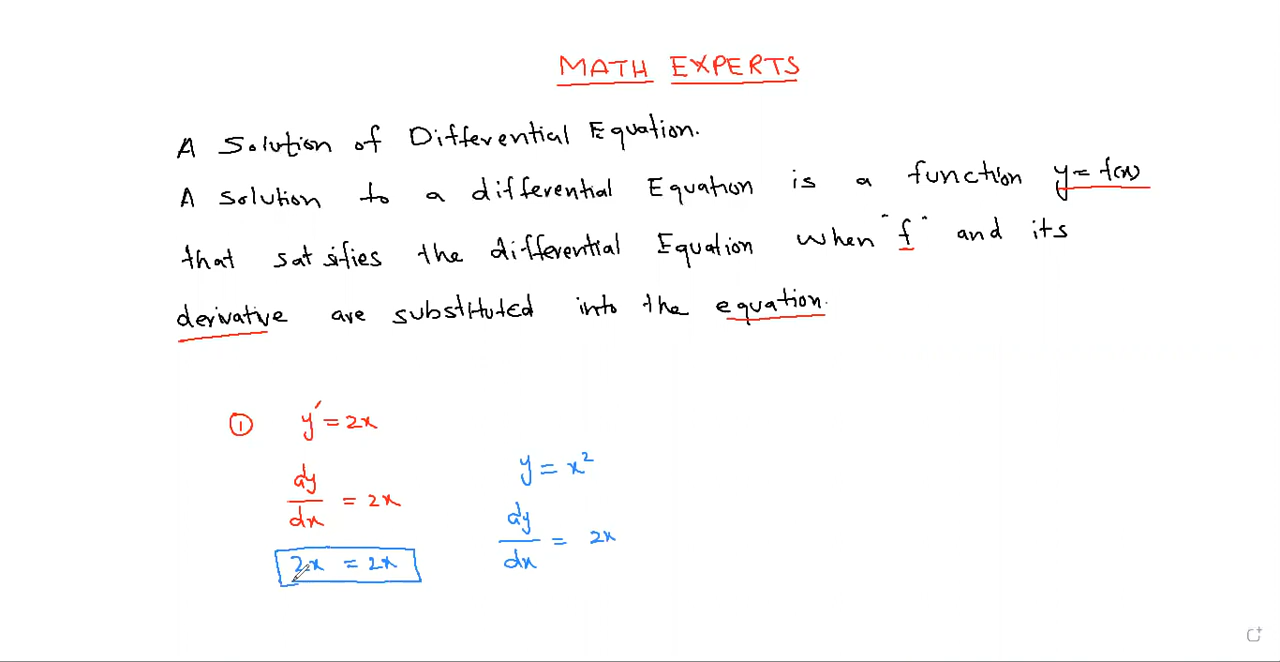 MATH EXPERTS
A Solution of Differential Equation.
A solution to a differential Equation is a function y = f(x)
that satisfies the differential Equation when "f" and its
derivative are substituted into the equation.
① y′ = 2x
y = x²
dy/dx = 2x
dy/dx = 2x
2x = 2x